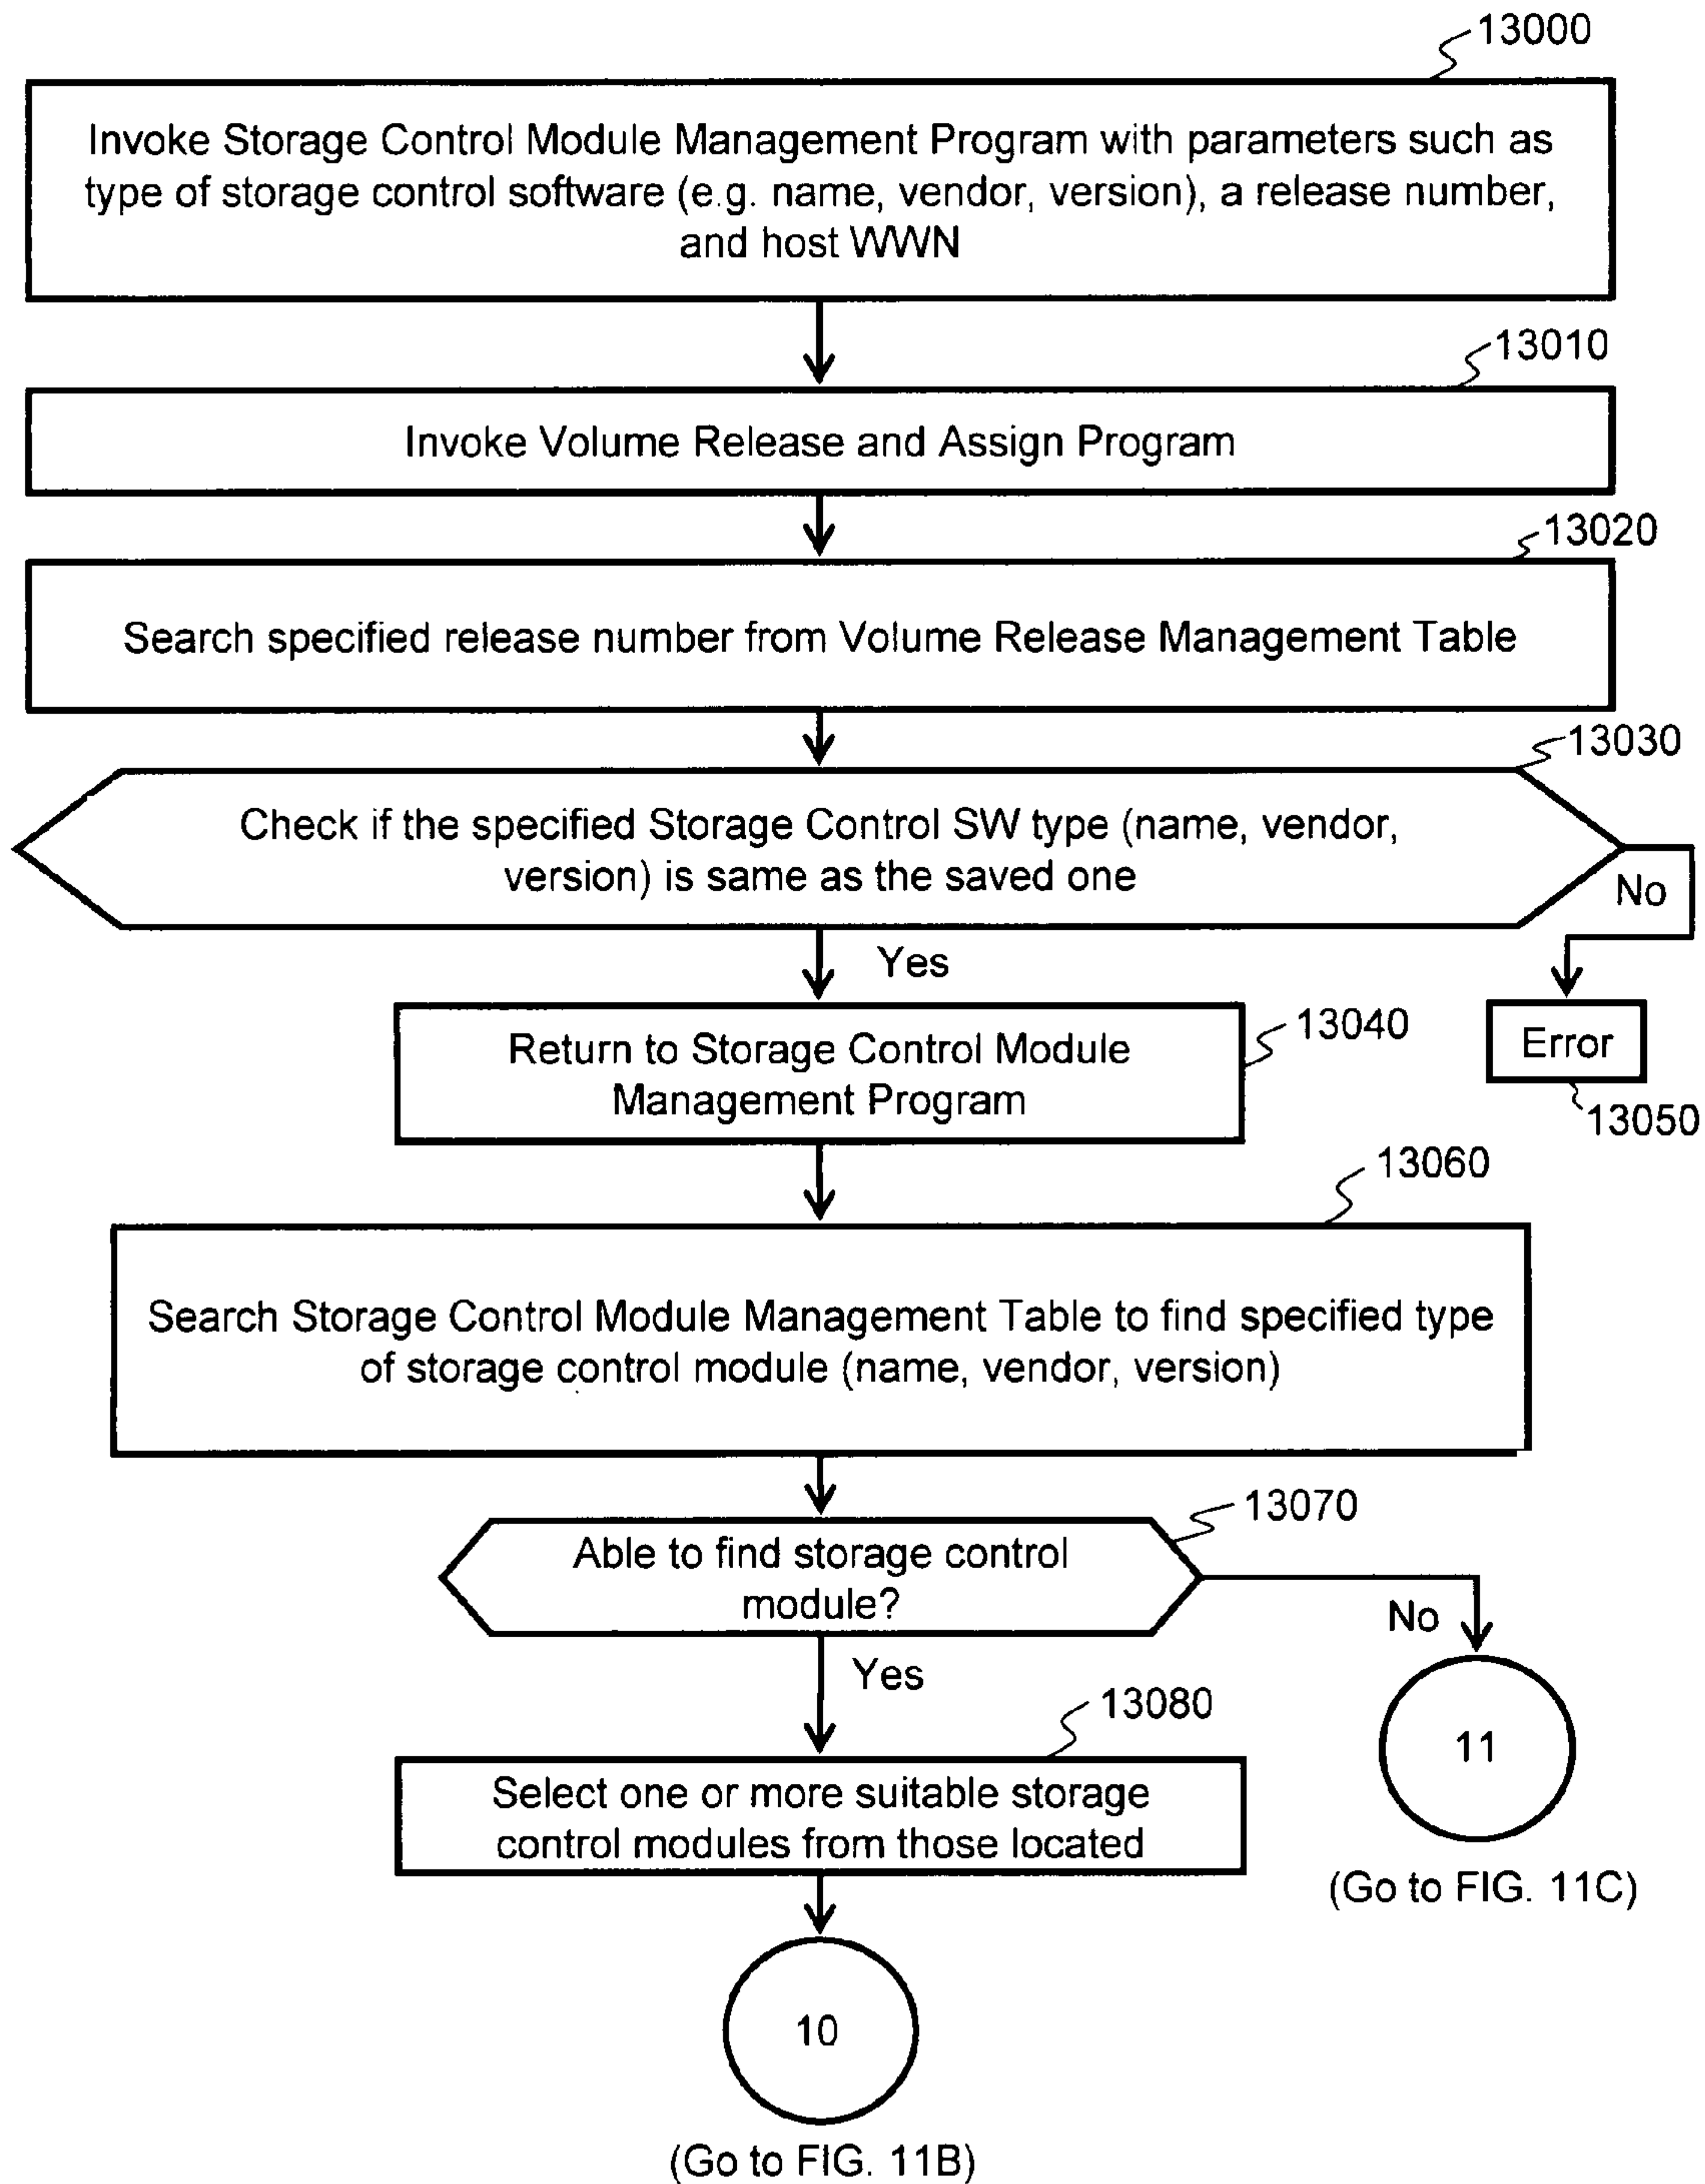 13000
Invoke Storage Control Module Management Program with parameters such as
type of storage control software (e.g. name, vendor, version), a release number,
and host WWN
13010
Invoke Volume Release and Assign Program
13020
Search specified release number from Volume Release Management Table
13030
Check if the specified Storage Control SW type (name, vendor,
version) is same as the saved one
No
Yes
13040
Return to Storage Control Module
Management Program
Error
13050
13060
Search Storage Control Module Management Table to find specified type
of storage control module (name, vendor, version)
13070
Able to find storage control
module?
No
Yes
13080
Select one or more suitable storage
control modules from those located
11
(Go to FIG. 11C)
10
(Go to FIG. 11B)